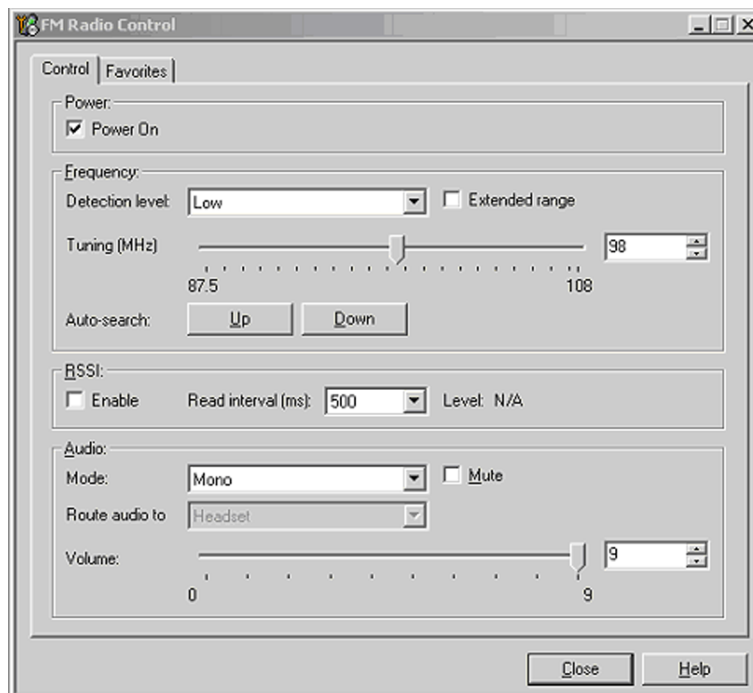 FM Radio Control
Control Favorites
Power:
Power On
Frequency:
Detection level: Low Extended range
Tuning (MHz) 98
87.5 108
Auto-search: Up Down
RSSI:
Enable Read interval (ms): 500 Level: N/A
Audio:
Mode: Mono Mute
Route audio to Headset
Volume: 9
0 9
Close Help